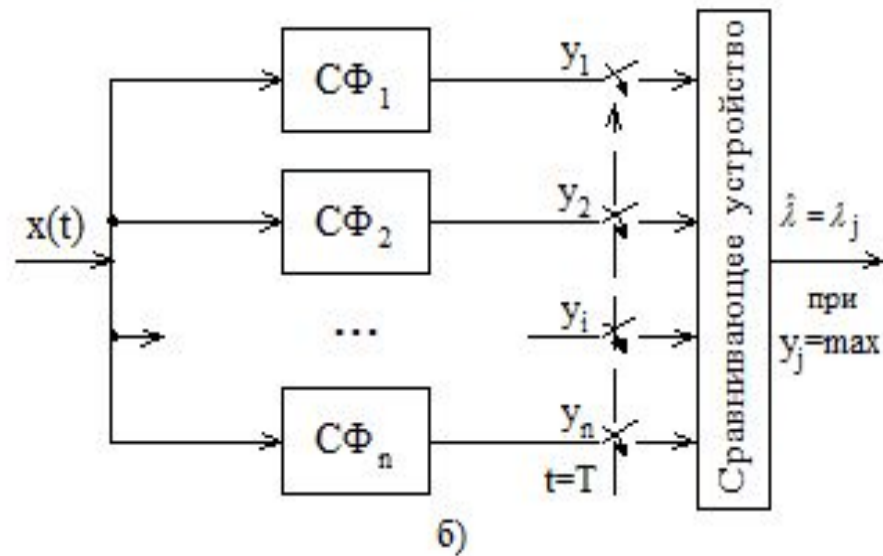 СФ1
y1
СФ2
y2
x(t)
...
yi
СФn
yn
t=T
Сравнивающее устройство
λ̂ = λj
при
yj=max
б)